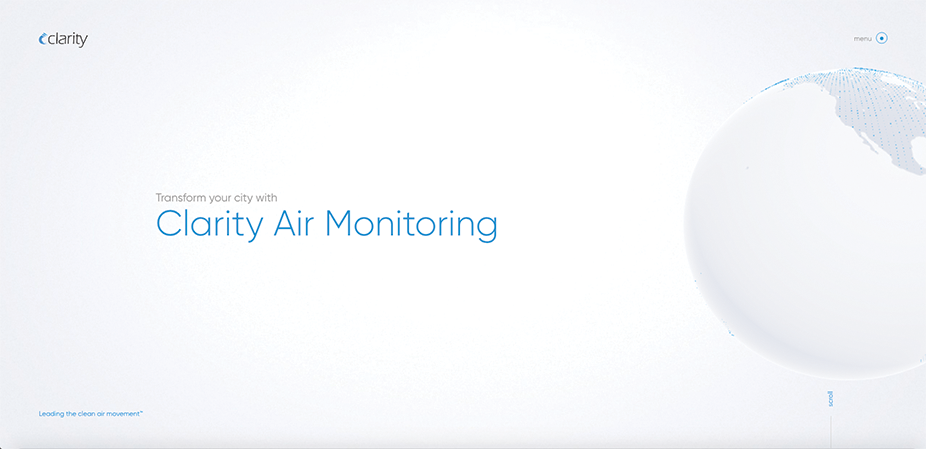 clarity
menu
Transform your city with
Clarity Air Monitoring
scroll
Leading the clean air movement™